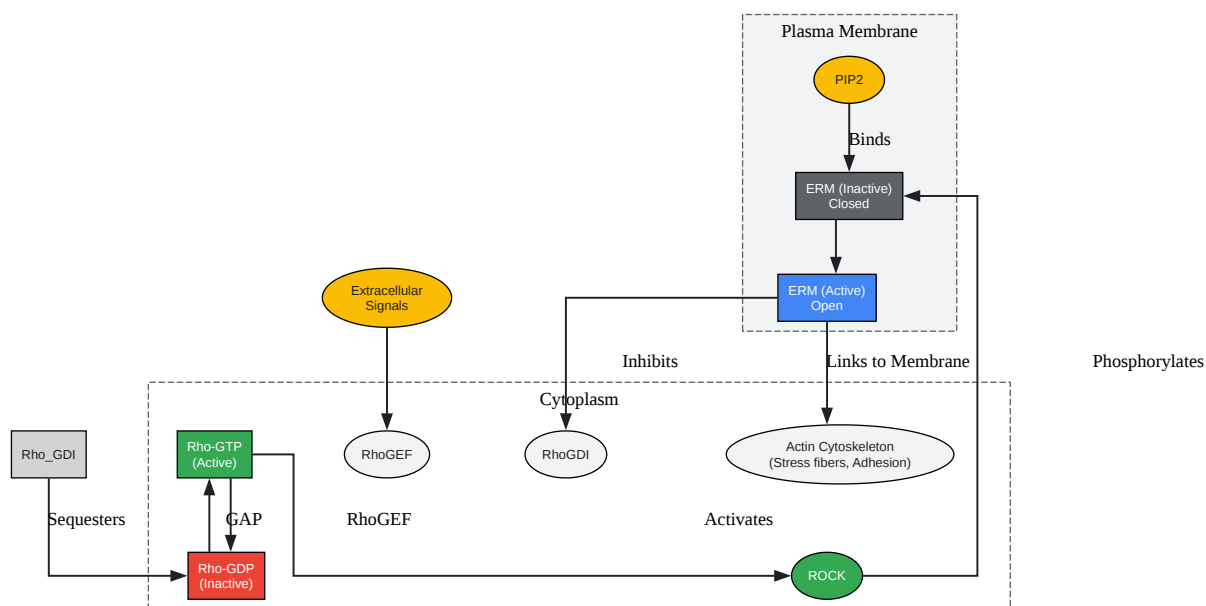 Plasma Membrane
PIP2
Binds
ERM (Inactive)
Closed
Extracellular
Signals
ERM (Active)
Open
Inhibits
Links to Membrane
Phosphorylates
Cytoplasm
Rho_GDI
Rho-GTP
(Active)
RhoGEF
RhoGDI
Actin Cytoskeleton
(Stress fibers, Adhesion)
Sequesters
GAP
RhoGEF
Activates
Rho-GDP
(Inactive)
ROCK